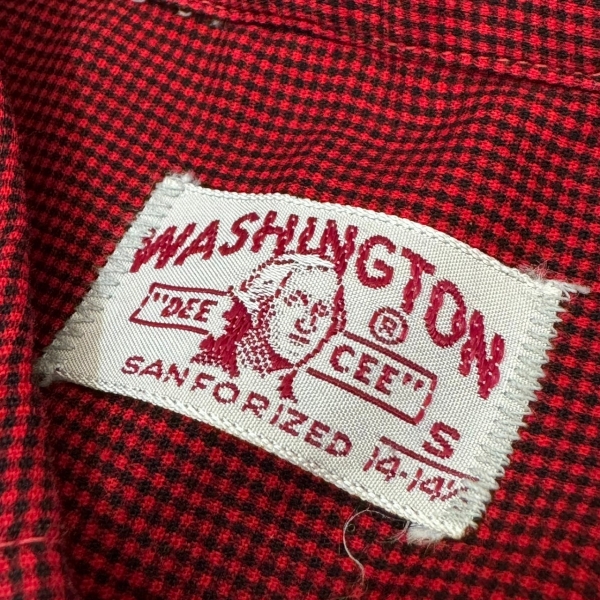 WASHINGTON
"DEE CEE" ®
SANFORIZED
S
14-14½